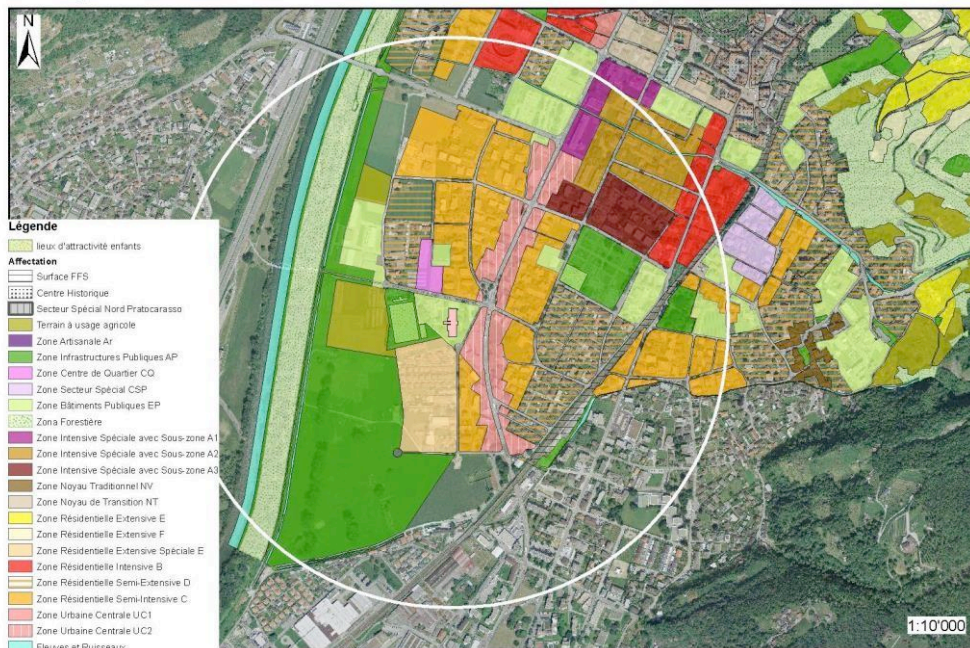 N
Légende
lieux d'attractivité enfants
Affectation
Surface FFS
Centre Historique
Secteur Spécial Nord Pratocarasso
Terrain à usage agricole
Zone Artisanale Ar
Zone Infrastructures Publiques AP
Zone Centre de Quartier CQ
Zone Secteur Spécial CSP
Zone Bâtiments Publiques EP
Zona Forestière
Zone Intensive Spéciale avec Sous-zone A1
Zone Intensive Spéciale avec Sous-zone A2
Zone Intensive Spéciale avec Sous-zone A3
Zone Noyau Traditionnel NV
Zone Noyau de Transition NT
Zone Résidentielle Extensive E
Zone Résidentielle Extensive F
Zone Résidentielle Extensive Spéciale E
Zone Résidentielle Intensive B
Zone Résidentielle Semi-Extensive D
Zone Résidentielle Semi-Intensive C
Zone Urbaine Centrale UC1
Zone Urbaine Centrale UC2
Fleuves et Ruisseaux
1:10'000